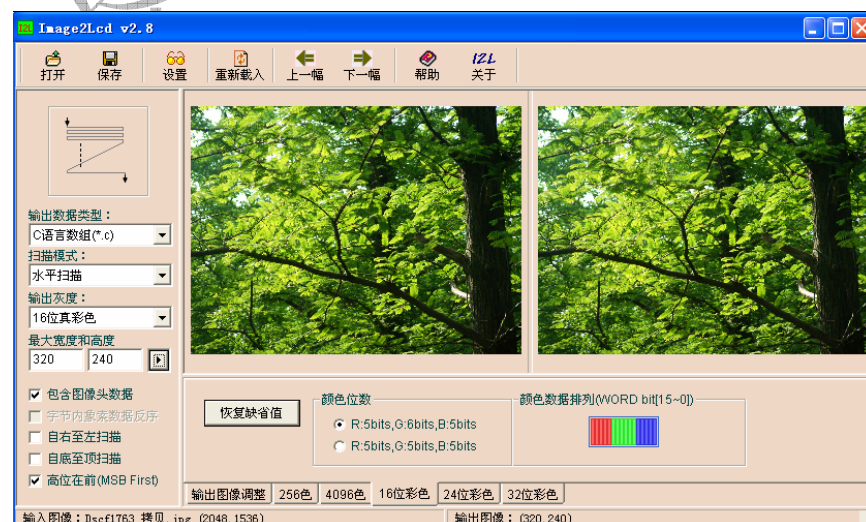 Image2Lcd v2.8
打开 保存 设置 重新载入 上一幅 下一幅 帮助 关于
输出数据类型：
C语言数组(*.c)
扫描模式：
水平扫描
输出灰度：
16位真彩色
最大宽度和高度
320 240
包含图像头数据
字节内象素数据反序
自右至左扫描
自底至顶扫描
高位在前(MSB First)
恢复缺省值
颜色位数
R:5bits,G:6bits,B:5bits
R:5bits,G:5bits,B:5bits
颜色数据排列(WORD bit[15~0])
输出图像调整 256色 4096色 16位彩色 24位彩色 32位彩色
输入图像：Dscf1763 拷贝.jpg (2048,1536)
输出图像：(320,240)